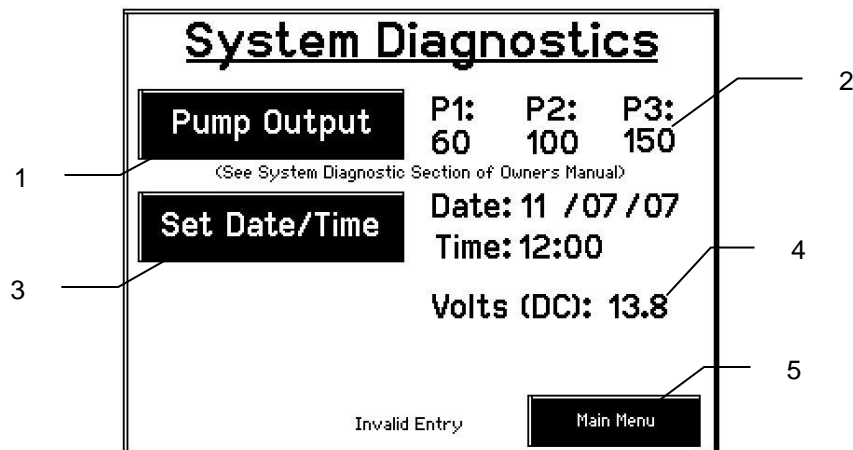 System Diagnostics
2
Pump Output
P1: P2: P3:
60 100 150
1
(See System Diagnostic Section of Owners Manual)
Set Date/Time
Date: 11 /07/07
Time: 12:00
4
3
Volts (DC): 13.8
5
Invalid Entry
Main Menu